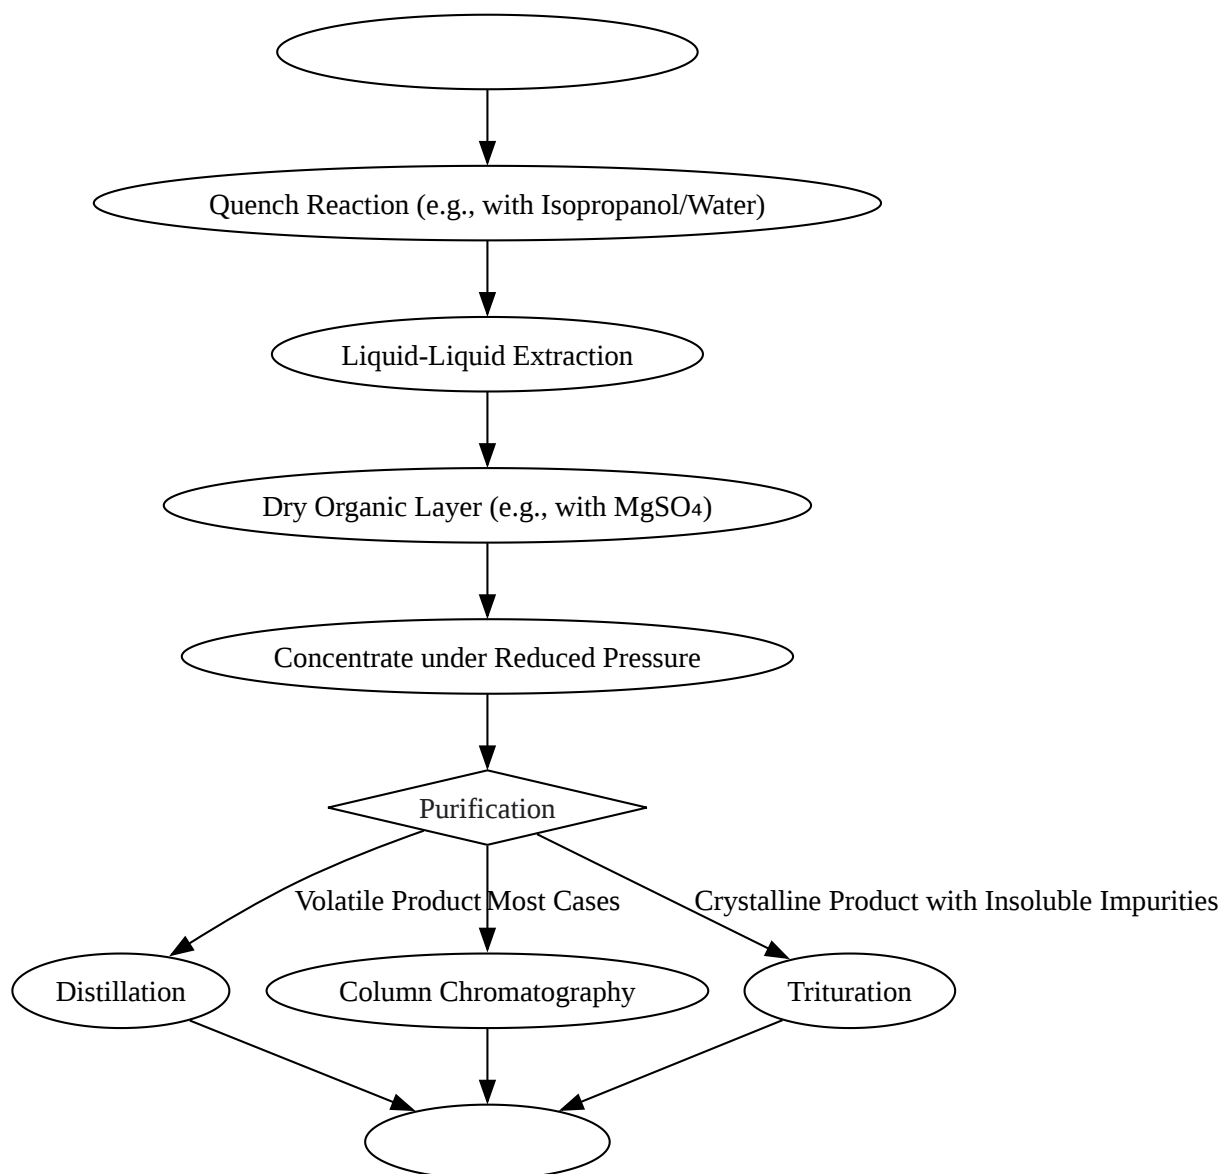 Quench Reaction (e.g., with Isopropanol/Water)
Liquid-Liquid Extraction
Dry Organic Layer (e.g., with MgSO₄)
Concentrate under Reduced Pressure
Purification
Volatile Product
Most Cases
Crystalline Product with Insoluble Impurities
Distillation
Column Chromatography
Trituration